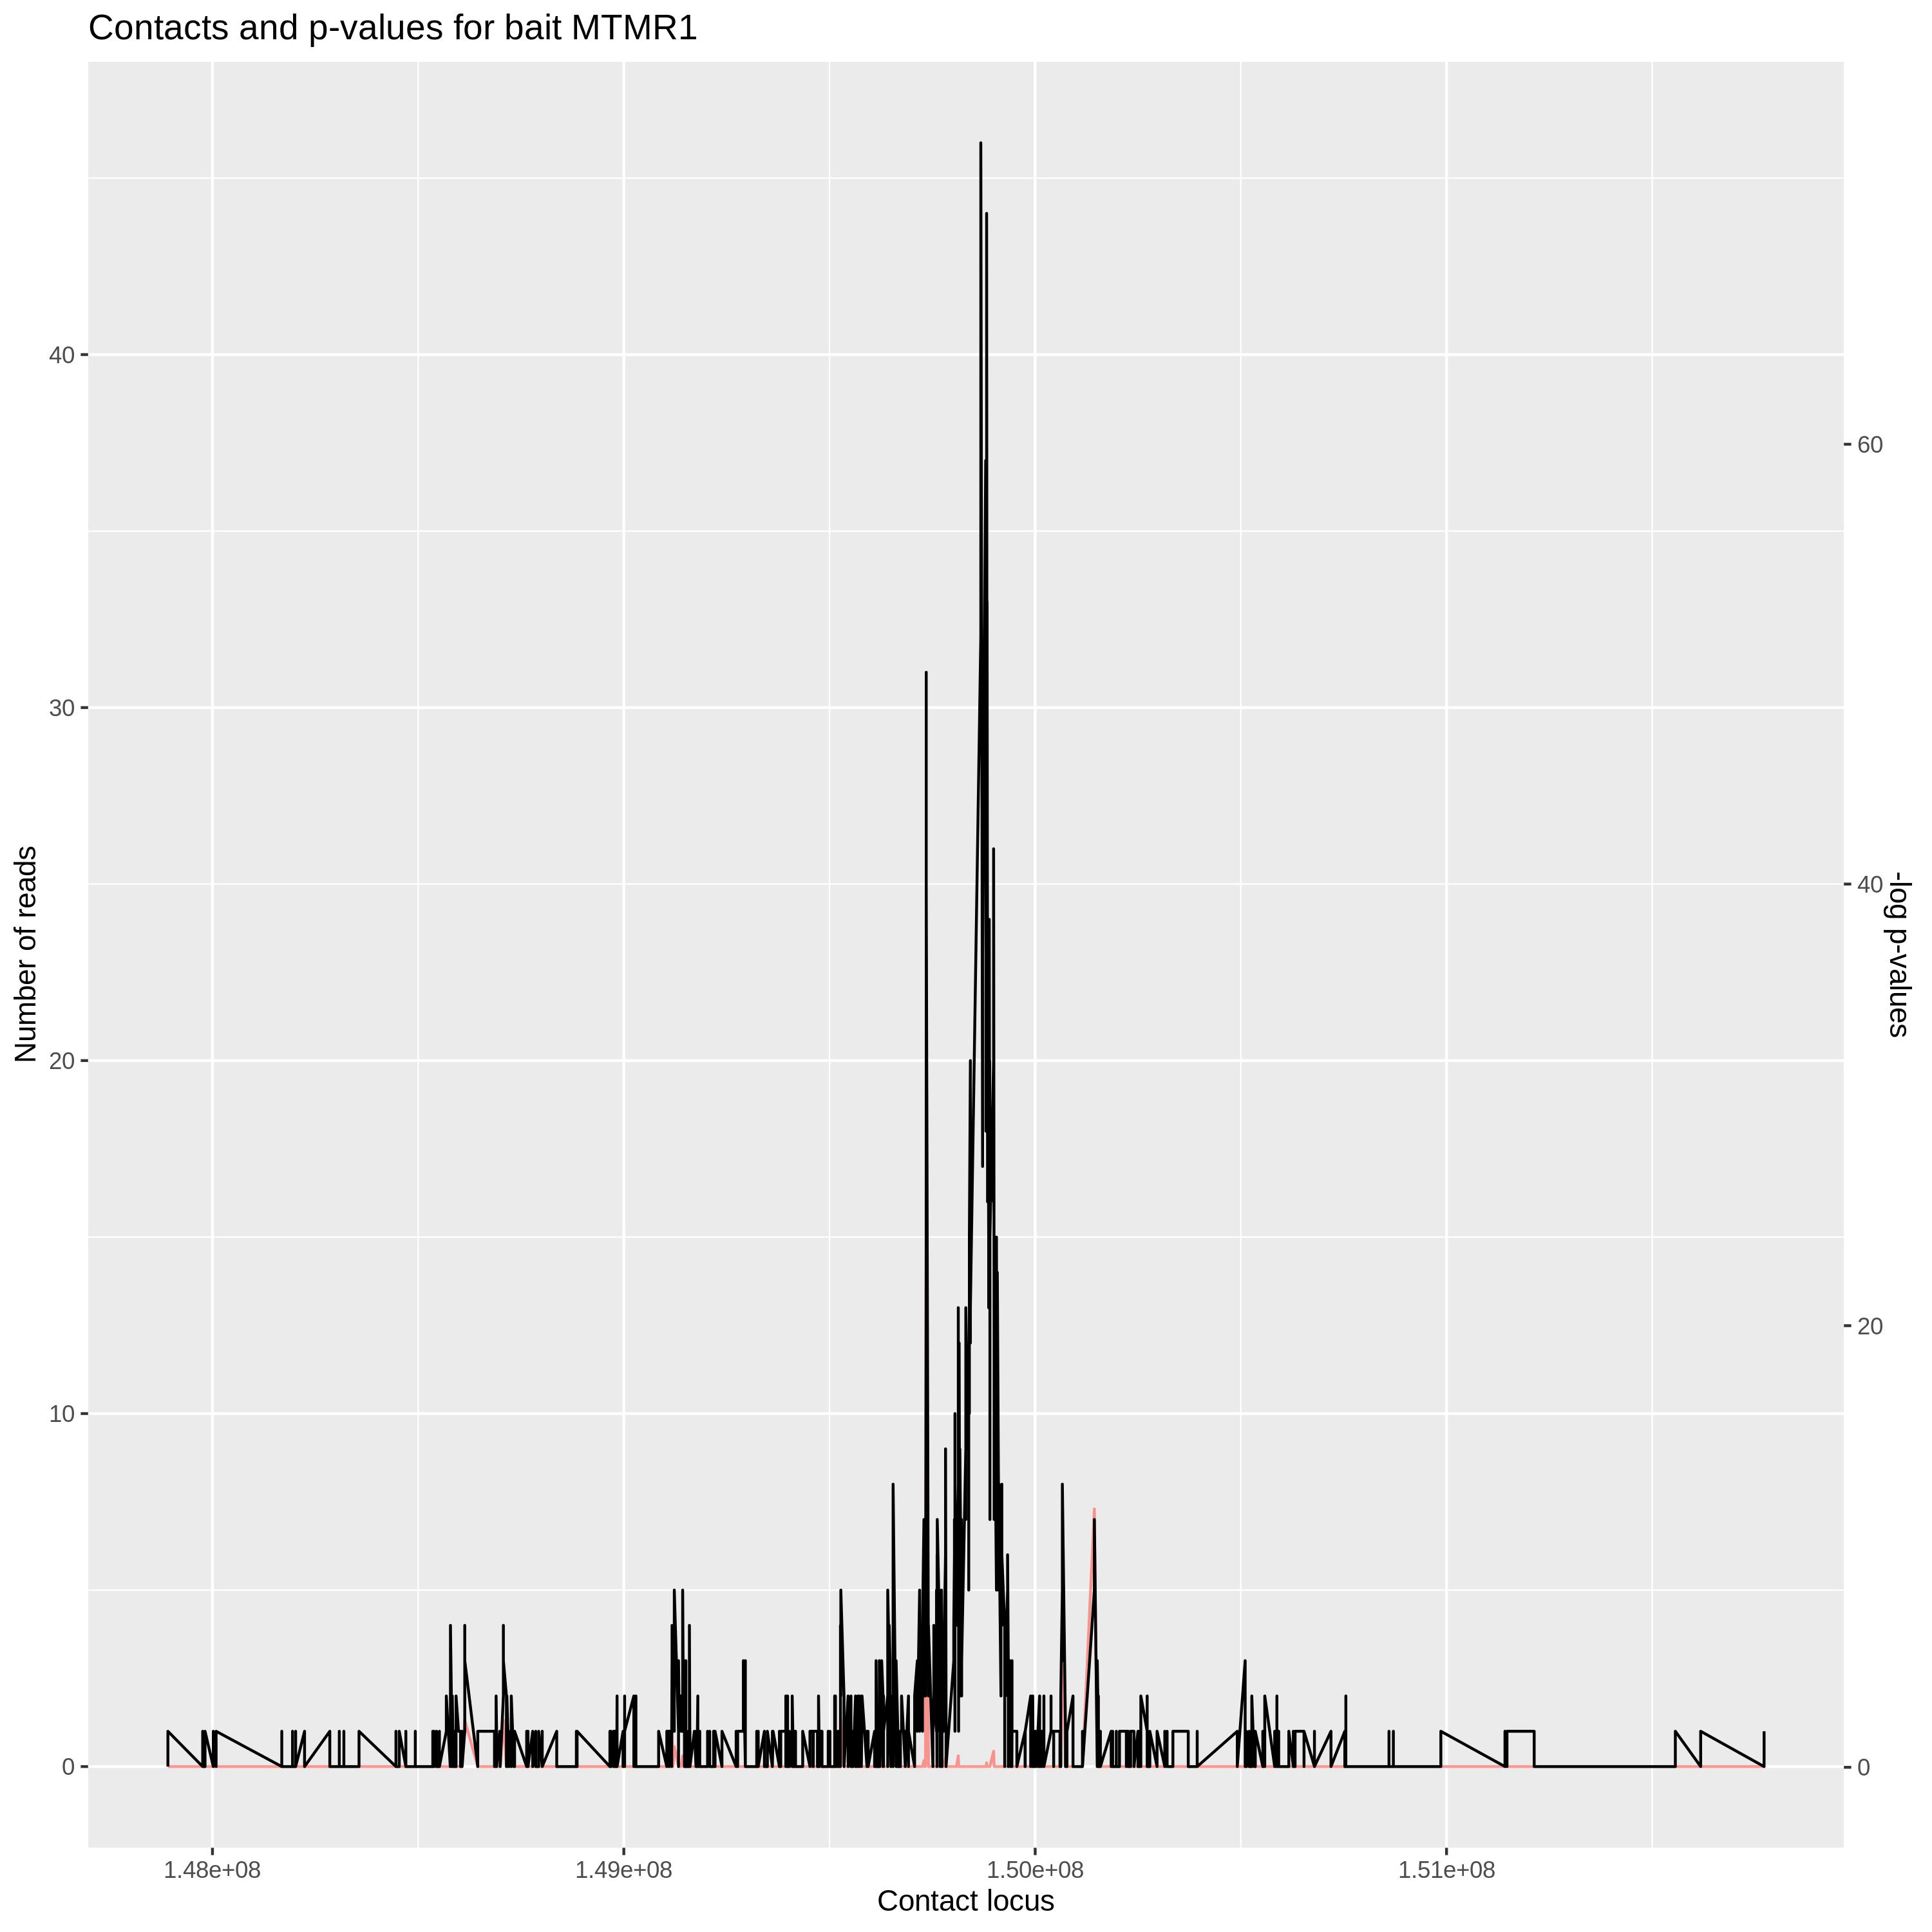 Contacts and p-values for bait MTMR1
Number of reads
40
30
20
10
0
60
40
20
0
-log p-values
1.48e+08
1.49e+08
1.50e+08
1.51e+08
Contact locus